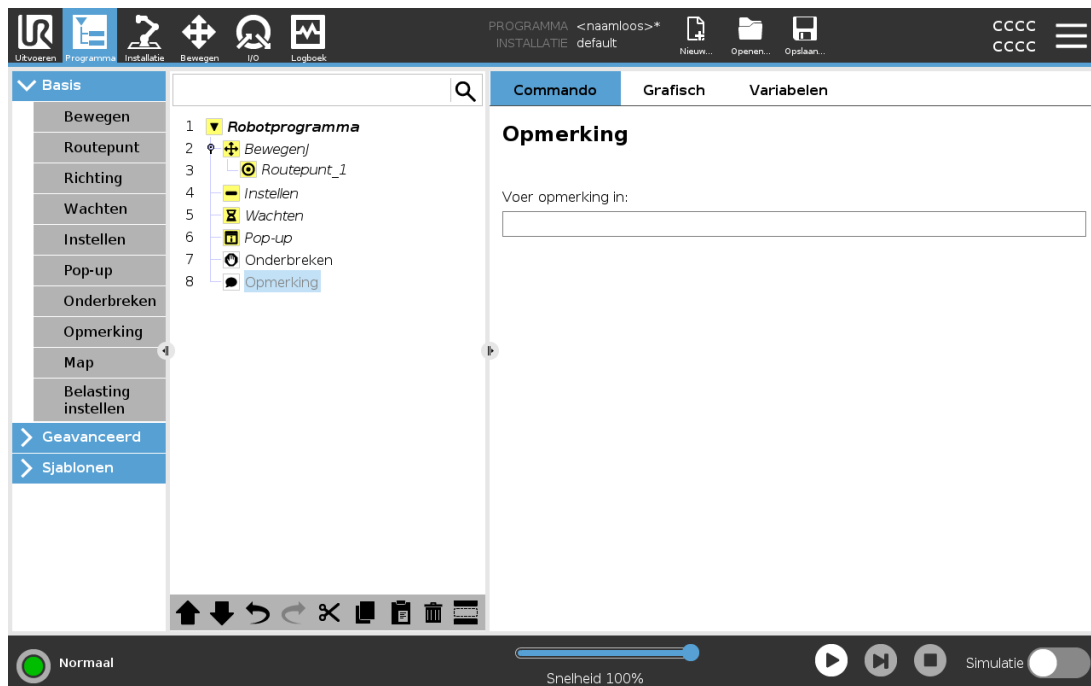 PROGRAMMA <naamloos>*
INSTALLATIE default
CCCC
CCCC
Uitvoeren Programma Installatie Bewegen I/O Logboek
Nieuw... Openen... Opslaan...
Basis
Bewegen
Routepunt
Richting
Wachten
Instellen
Pop-up
Onderbreken
Opmerking
Map
Belasting
instellen
Geavanceerd
Sjablonen
1 Robotprogramma
2 BewegenJ
3 Routepunt_1
4 Instellen
5 Wachten
6 Pop-up
7 Onderbreken
8 Opmerking
Commando Grafisch Variabelen
Opmerking
Voer opmerking in:
Normaal
Snelheid 100%
Simulatie